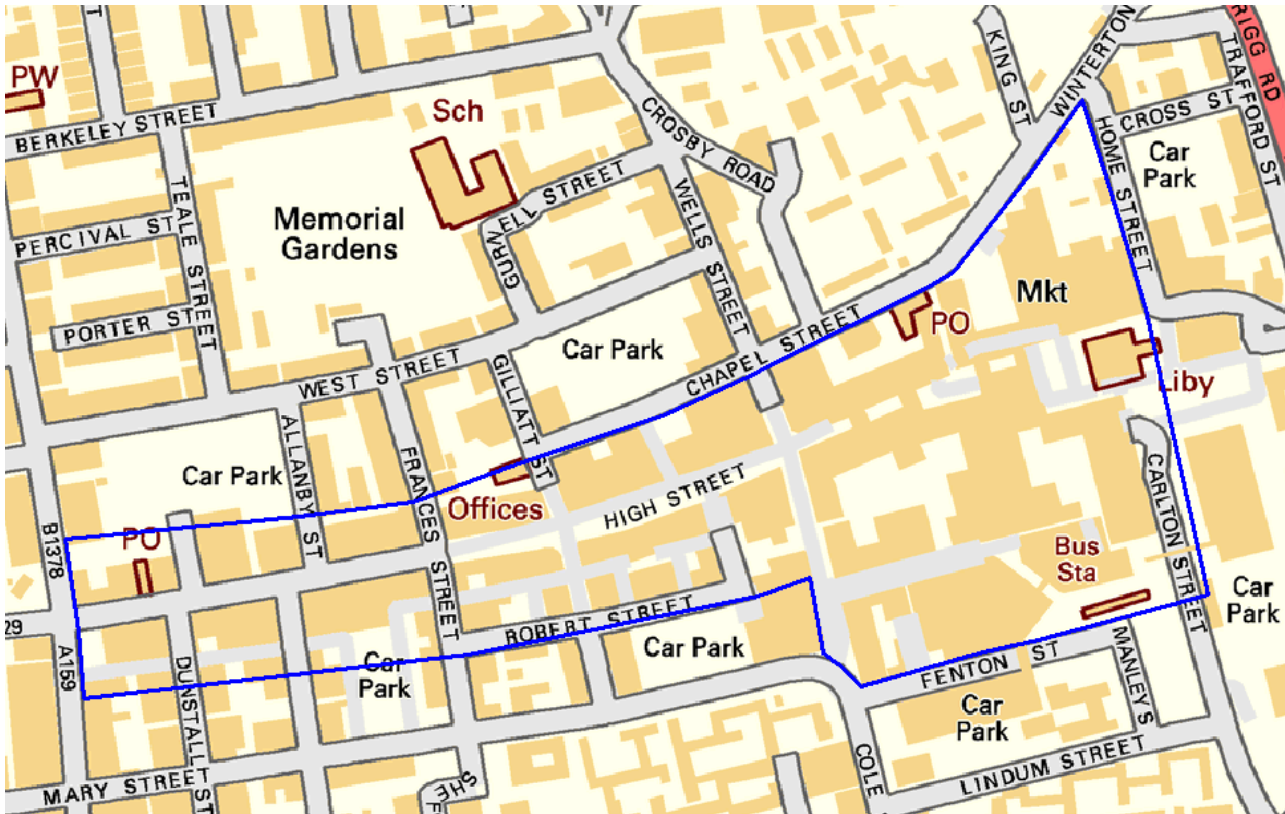 RIGG RD
WINTERTON
KING ST
TRAFFORD ST
PW
Sch
CROSS ST
HOME STREET
BERKELEY STREET
CROSBY ROAD
Car
Park
TEALE STREET
GURNELL STREET
WELLS STREET
Memorial
Gardens
PERCIVAL ST
Mkt
PORTER ST
PO
CHAPEL STREET
Car Park
WEST STREET
GILLIATT ST
Liby
ALLANBY ST
FRANCES STREET
Car Park
CARLTON STREET
Offices
HIGH STREET
B1378
PO
Bus
Sta
Car
Park
29
ROBERT STREET
A159
Car Park
MANLEY S
DUNSTALL ST
Car
Park
FENTON ST
Car
Park
COLE
LINDUM STREET
MARY STREET
SHE